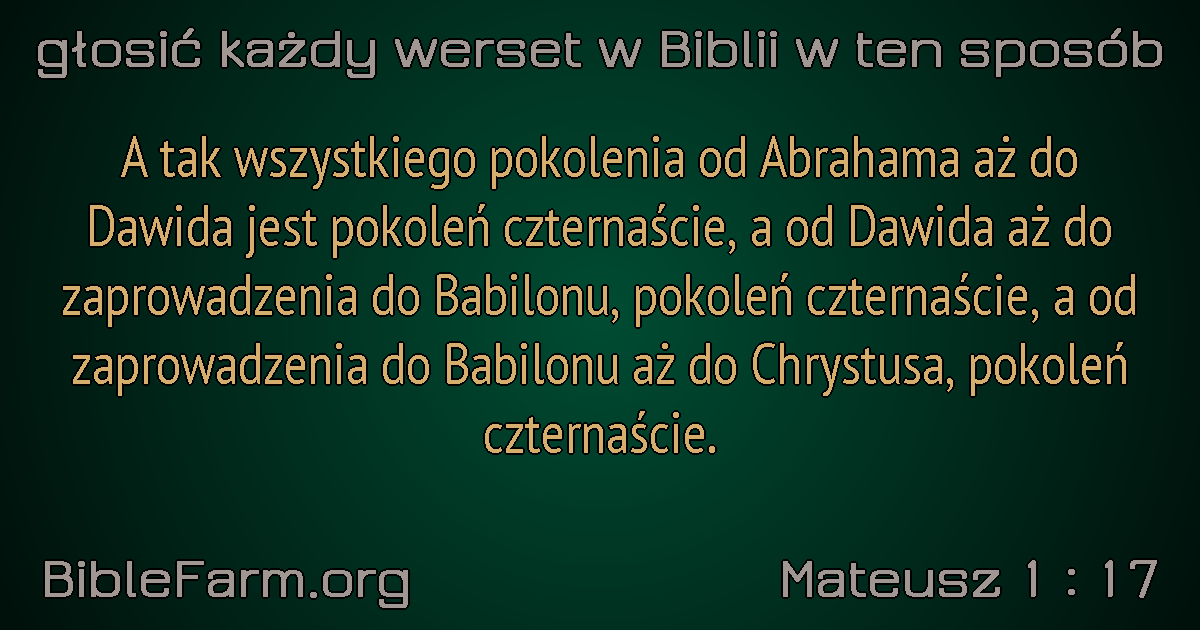 głosić każdy werset w Biblii w ten sposób
A tak wszystkiego pokolenia od Abrahama aż do
Dawida jest pokoleń czternaście, a od Dawida aż do
zaprowadzenia do Babilonu, pokoleń czternaście, a od
zaprowadzenia do Babilonu aż do Chrystusa, pokoleń
czternaście.
BibleFarm.org
Mateusz 1 : 17